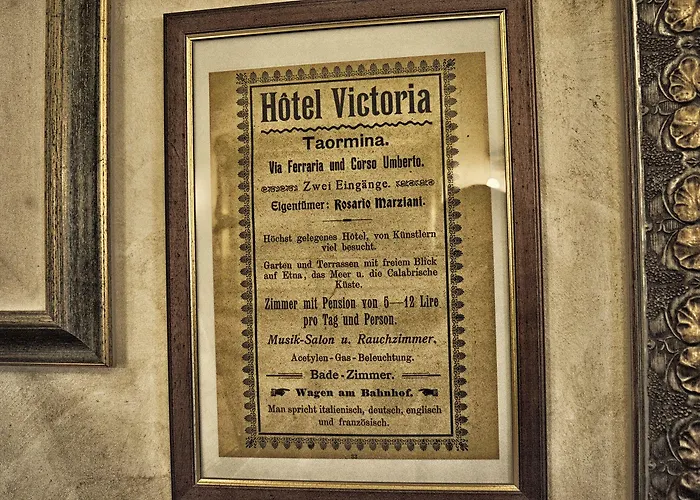 Hôtel Victoria
Taormina.
Via Ferraria und Corso Umberto.
Zwei Eingänge.
Eigentümer: Rosario Marziani.
Höchst gelegenes Hôtel, von Künstlern
viel besucht.
Garten und Terrassen mit freiem Blick
auf Etna, das Meer u. die Calabrische
Küste.
Zimmer mit Pension von 6—12 Lire
pro Tag und Person.
Musik-Salon u. Rauchzimmer.
Acetylen-Gas-Beleuchtung.
Bade-Zimmer.
Wagen am Bahnhof.
Man spricht italienisch, deutsch, englisch
und französisch.